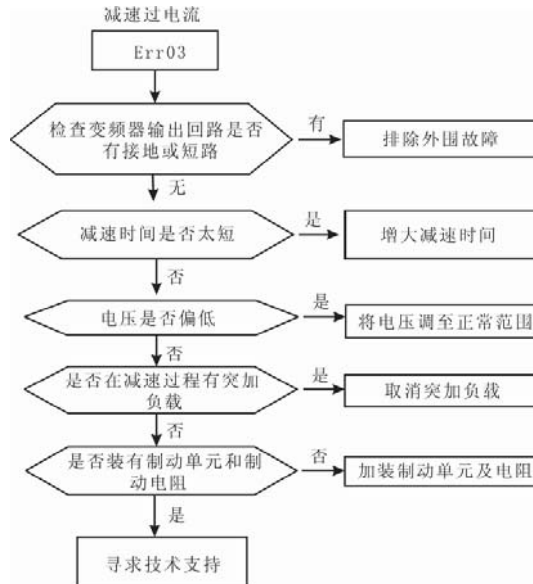 减速过电流
Err03
检查变频器输出回路是否
有接地或短路
有
排除外围故障
无
减速时间是否太短
是
增大减速时间
否
电压是否偏低
是
将电压调至正常范围
否
是否在减速过程有突加
负载
是
取消突加负载
否
是否装有制动单元和制
动电阻
否
加装制动单元及电阻
是
寻求技术支持